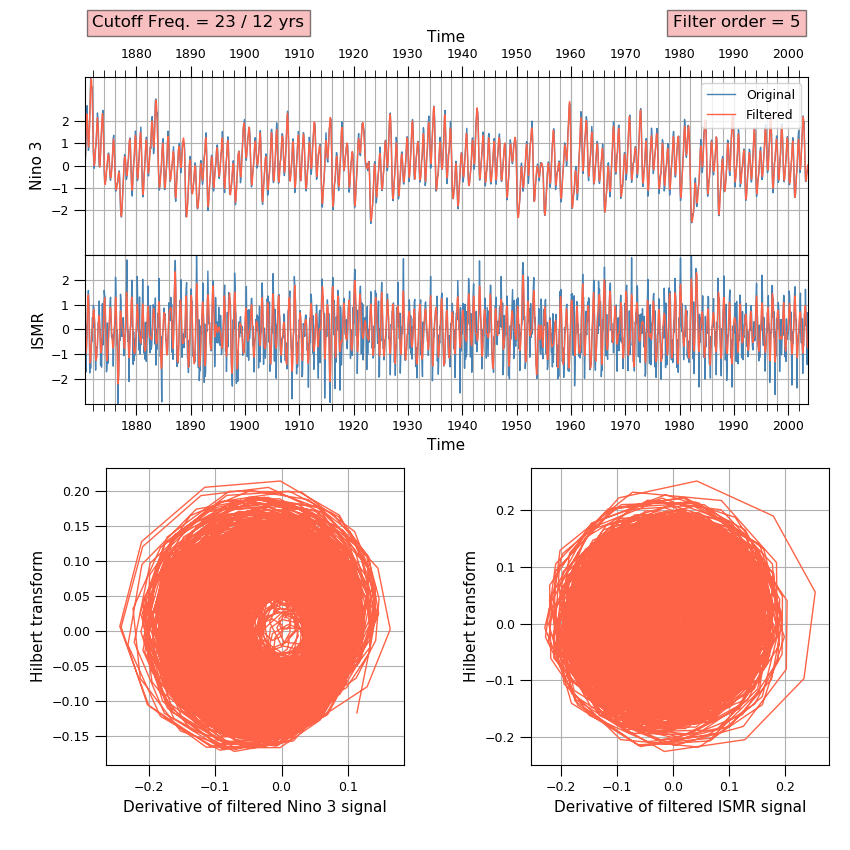 Cutoff Freq. = 23 / 12 yrs
Filter order = 5
Time
1880 1890 1900 1910 1920 1930 1940 1950 1960 1970 1980 1990 2000
Original
Filtered
Nino 3
2
1
0
−1
−2
ISMR
2
1
0
−1
−2
1880 1890 1900 1910 1920 1930 1940 1950 1960 1970 1980 1990 2000
Time
Hilbert transform
0.20
0.15
0.10
0.05
0.00
−0.05
−0.10
−0.15
−0.2 −0.1 0.0 0.1
Derivative of filtered Nino 3 signal
Hilbert transform
0.2
0.1
0.0
−0.1
−0.2
−0.2 −0.1 0.0 0.1 0.2
Derivative of filtered ISMR signal